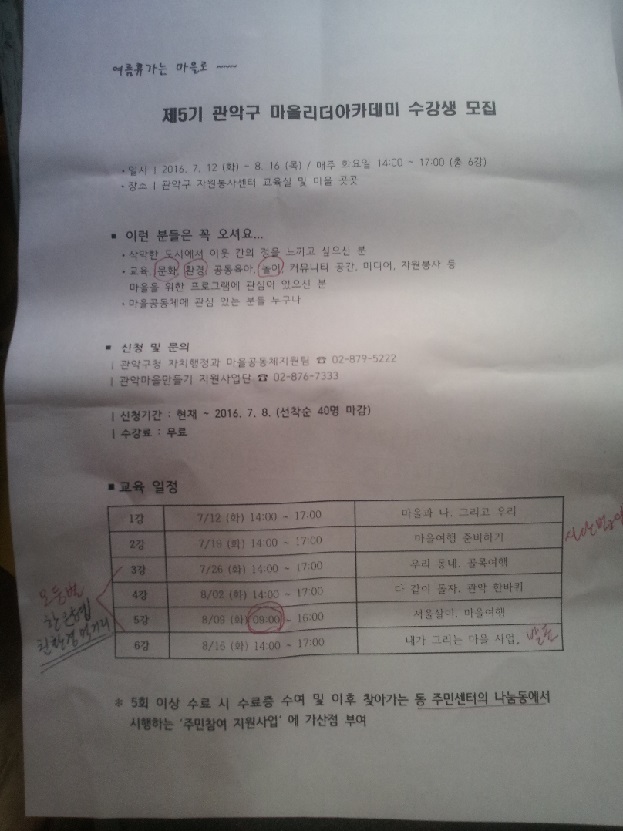 여름휴가는 마을로 ~~
제5기 관악구 마을리더아카데미 수강생 모집
· 일시 | 2016. 7. 12 (화) ~ 8. 16 (목) / 매주 화요일 14:00 ~ 17:00 (총 6강)
· 장소 | 관악구 자원봉사센터 교육실 및 마을 곳곳
■ 이런 분들은 꼭 오셔요...
· 삭막한 도시에서 이웃 간의 정을 느끼고 싶으신 분
· 교육, 문화, 환경, 공동육아, 놀이, 커뮤니티 공간, 미디어, 자원봉사 등
마을을 위한 프로그램에 관심이 있으신 분
· 마을공동체에 관심 있는 분들 누구나
■ 신청 및 문의
| 관악구청 자치행정과 마을공동체지원팀 ☎ 02-879-5222
| 관악마을만들기 지원사업단 ☎ 02-876-7333
| 신청기간 : 현재 ~ 2016. 7. 8. (선착순 40명 마감)
| 수강료 : 무료
■ 교육 일정
1강 7/12 (화) 14:00 ~ 17:00 마을과 나, 그리고 우리
2강 7/19 (화) 14:00 ~ 17:00 마을여행 준비하기
3강 7/26 (화) 14:00 ~ 17:00 우리 동네, 골목여행
4강 8/02 (화) 14:00 ~ 17:00 다 같이 돌자, 관악 한바퀴
5강 8/09 (화) 09:00 ~ 16:00 서울살이, 마을여행
6강 8/16 (화) 14:00 ~ 17:00 내가 그리는 마을 사업, 발표
친환경먹거리
※ 5회 이상 수료 시 수료증 수여 및 이후 찾아가는 동 주민센터의 나눔동에서
시행하는 '주민참여 지원사업' 에 가산점 부여